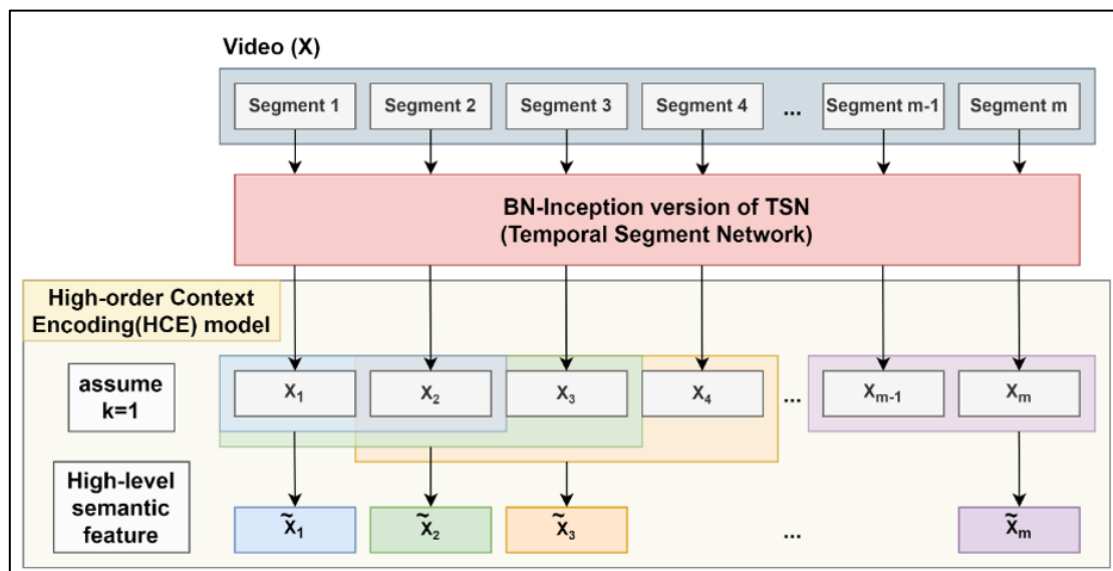 Video (X)
Segment 1 Segment 2 Segment 3 Segment 4 ... Segment m-1 Segment m
BN-Inception version of TSN
(Temporal Segment Network)
High-order Context
Encoding(HCE) model
assume
k=1
X₁ X₂ X₃ X₄ ... Xₘ₋₁ Xₘ
High-level
semantic
feature
X̃₁ X̃₂ X̃₃ ... X̃ₘ